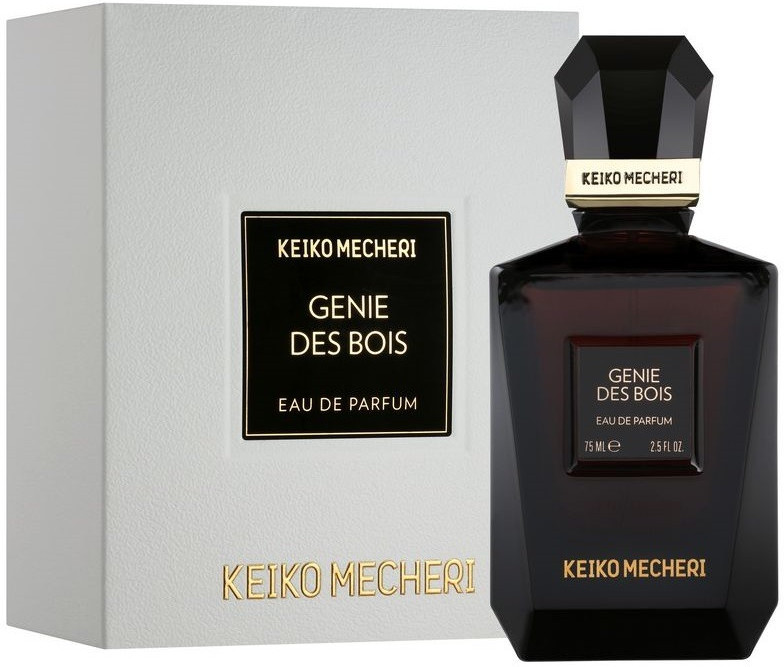 KEIKO MECHERI
GENIE
DES BOIS
EAU DE PARFUM
KEIKO MECHERI
KEIKO MECHERI
GENIE
DES BOIS
EAU DE PARFUM
75 ML ℮ 2.5 FL OZ.
KEIKO MECHERI